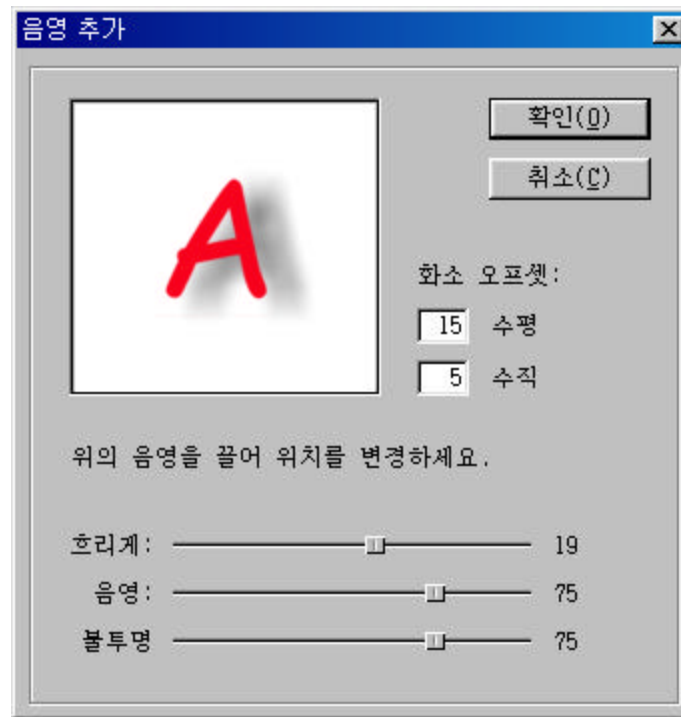 음영 추가
A
확인(O)
취소(C)
화소 오프셋:
15 수평
5 수직
위의 음영을 끌어 위치를 변경하세요.
흐리게: 19
음영: 75
불투명 75